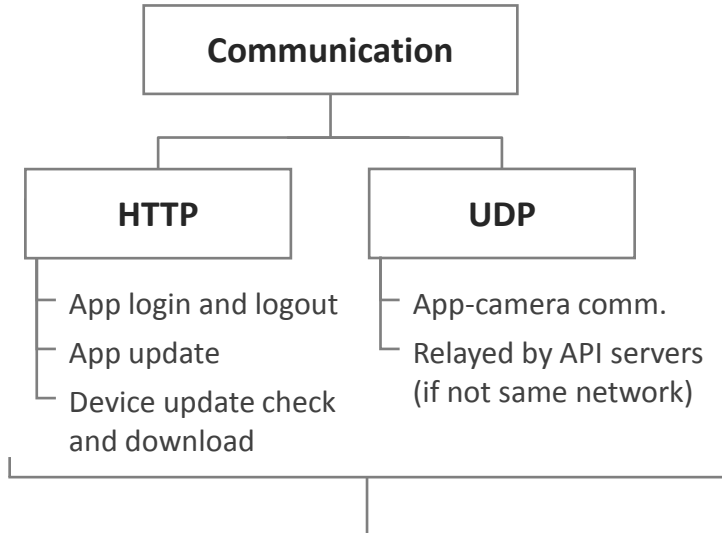 Communication
HTTP
App login and logout
App update
Device update check
and download
UDP
App-camera comm.
Relayed by API servers
(if not same network)